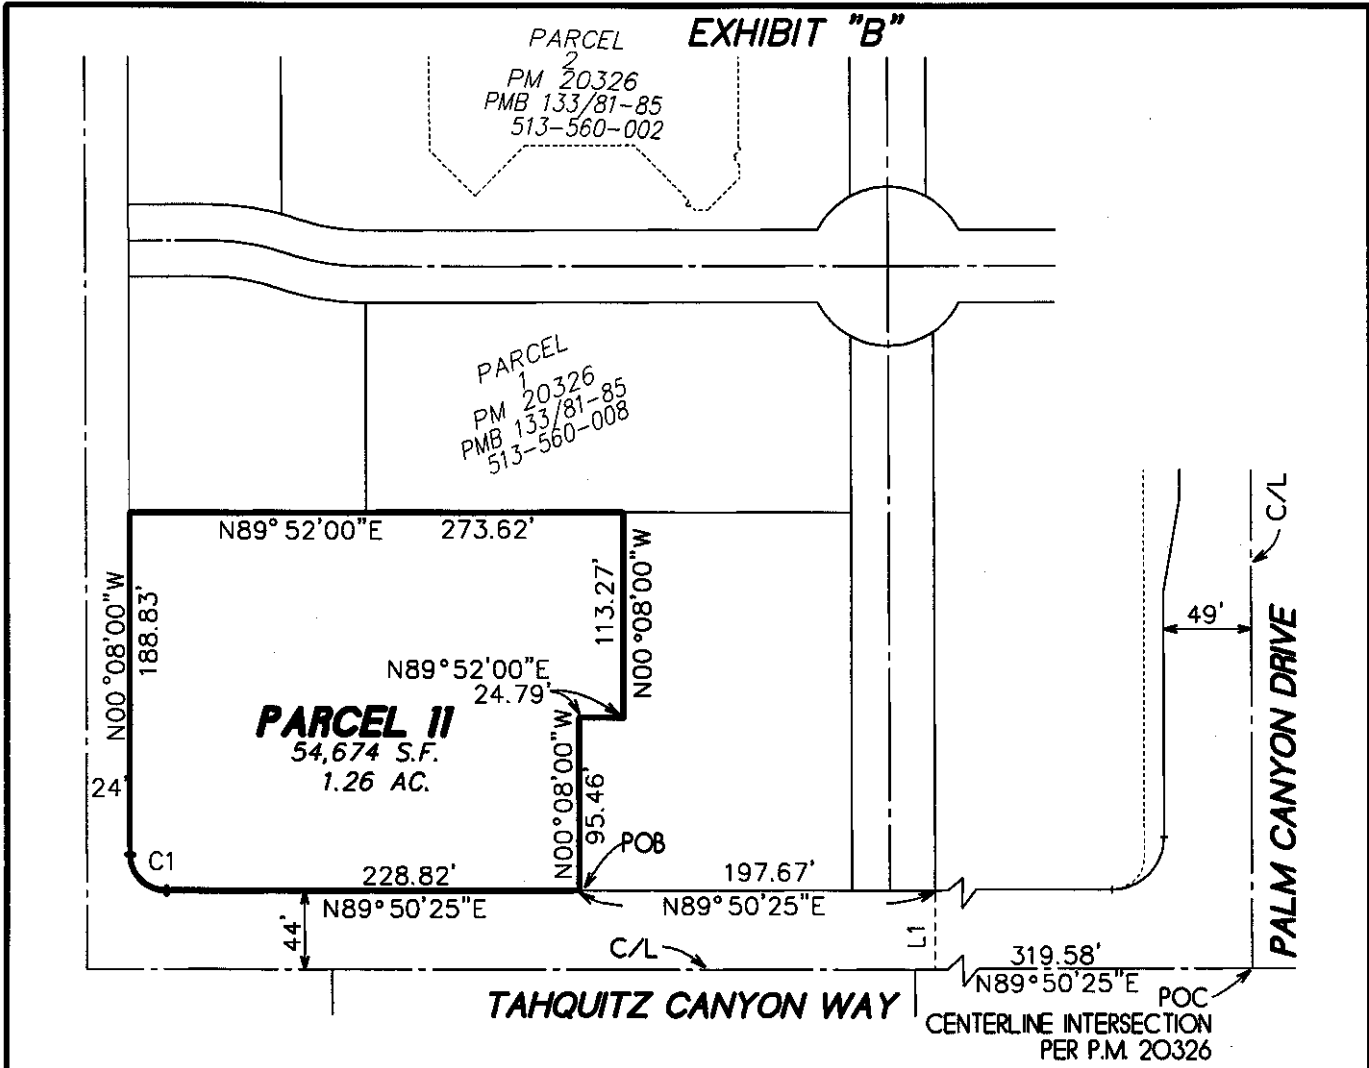 EXHIBIT "B"
PARCEL
2
PM 20326
PMB 133/81-85
513-560-002
PARCEL
1
PM 20326
PMB 133/81-85
513-560-008
N89°52'00"E 273.62'
N00°08'00"W
188.83'
113.27'
N00°08'00"W
N89°52'00"E
24.79'
PARCEL 11
54,674 S.F.
1.26 AC.
24'
N00°08'00"W
95.46'
C1
POB
228.82'
N89°50'25"E
197.67'
N89°50'25"E
44'
C/L
L1
TAHQUITZ CANYON WAY
319.58'
N89°50'25"E
POC
CENTERLINE INTERSECTION
PER P.M. 20326
49'
C/L
PALM CANYON DRIVE